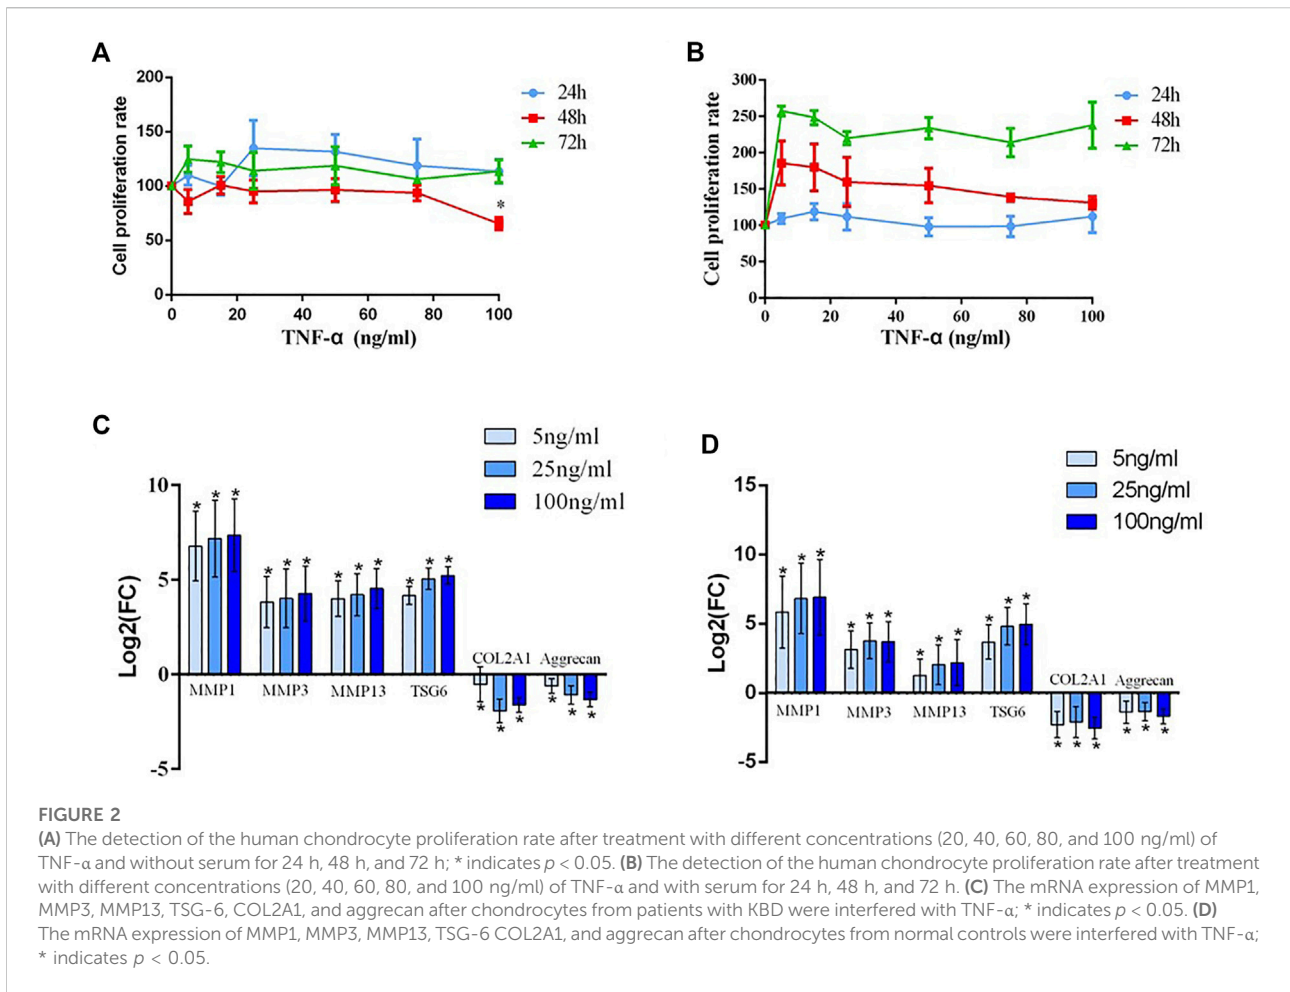 A
200
150
100
50
0
Cell proliferation rate
0
20
40
60
80
100
TNF-α (ng/ml)
24h
48h
72h
*
B
300
250
200
150
100
50
0
Cell proliferation rate
0
20
40
60
80
100
TNF-α (ng/ml)
24h
48h
72h
C
5ng/ml
25ng/ml
100ng/ml
10
5
0
-5
Log2(FC)
* * *
* * *
* * *
* * *
MMP1
MMP3
MMP13
TSG6
COL2A1
Aggrecan
* * *
* * *
D
5ng/ml
25ng/ml
100ng/ml
15
10
5
0
-5
Log2(FC)
* * *
* * *
* * *
* * *
MMP1
MMP3
MMP13
TSG6
COL2A1
Aggrecan
* * *
* * *
FIGURE 2
(A) The detection of the human chondrocyte proliferation rate after treatment with different concentrations (20, 40, 60, 80, and 100 ng/ml) of
TNF-α and without serum for 24 h, 48 h, and 72 h; * indicates p < 0.05. (B) The detection of the human chondrocyte proliferation rate after treatment
with different concentrations (20, 40, 60, 80, and 100 ng/ml) of TNF-α and with serum for 24 h, 48 h, and 72 h. (C) The mRNA expression of MMP1,
MMP3, MMP13, TSG-6, COL2A1, and aggrecan after chondrocytes from patients with KBD were interfered with TNF-α; * indicates p < 0.05. (D)
The mRNA expression of MMP1, MMP3, MMP13, TSG-6 COL2A1, and aggrecan after chondrocytes from normal controls were interfered with TNF-α;
* indicates p < 0.05.